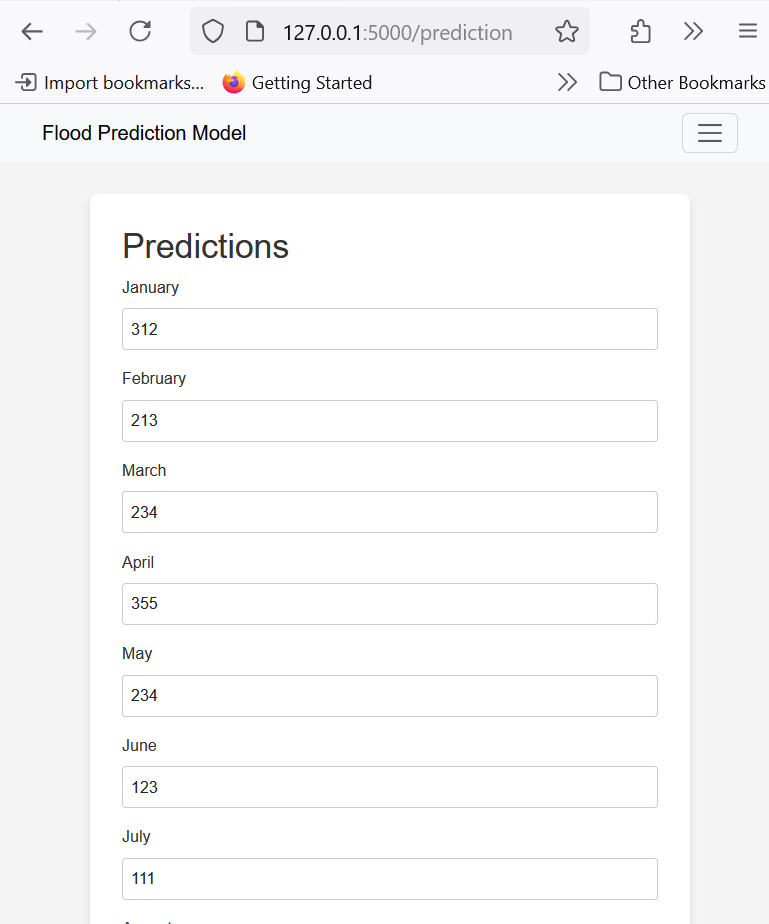 127.0.0.1:5000/prediction
Import bookmarks... Getting Started Other Bookmarks
Flood Prediction Model
Predictions
January
312
February
213
March
234
April
355
May
234
June
123
July
111